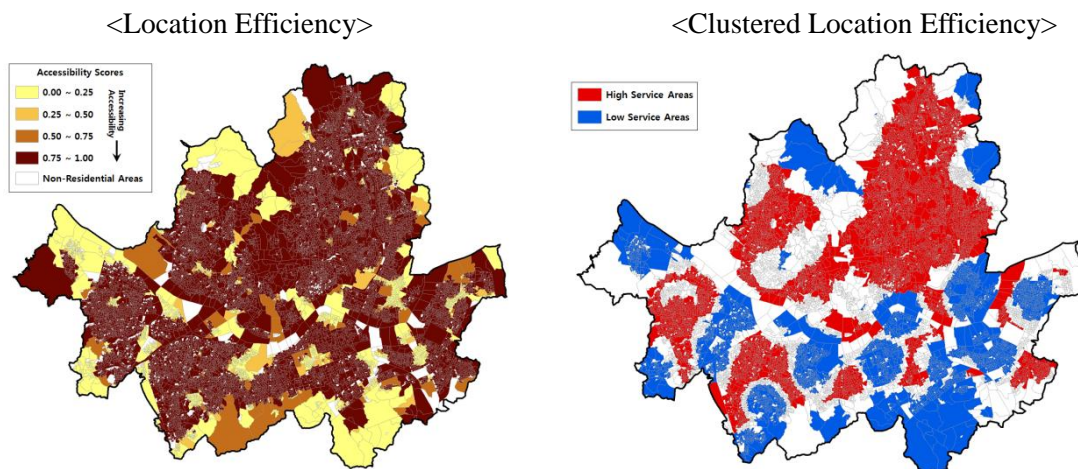 <Location Efficiency>
<Clustered Location Efficiency>
Accessibility Scores
0.00 ~ 0.25
0.25 ~ 0.50
0.50 ~ 0.75
0.75 ~ 1.00
Non-Residential Areas
Increasing
Accessibility
High Service Areas
Low Service Areas